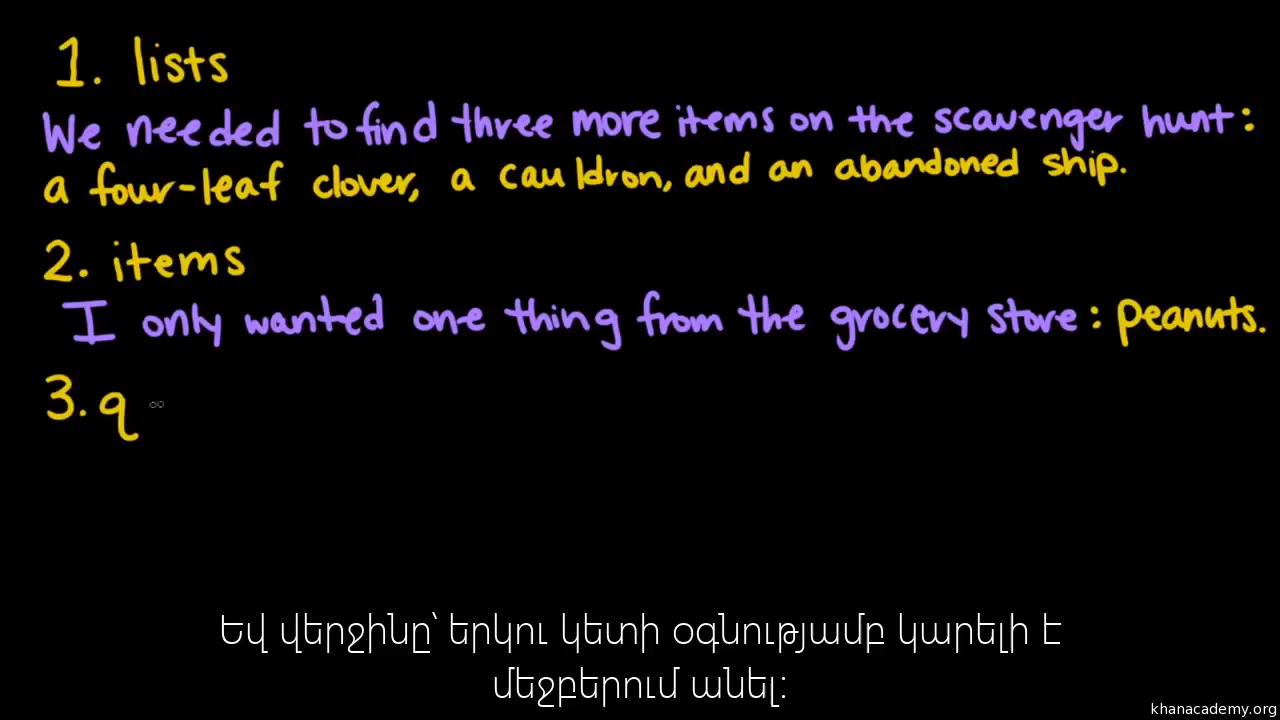 1. lists
We needed to find three more items on the scavenger hunt:
a four-leaf clover, a cauldron, and an abandoned ship.
2. items
I only wanted one thing from the grocery store: peanuts.
3. q
Եվ վերջինը՝ երկու կետի օգնությամբ կարելի է
մեջբերում անել:
khanacademy.org